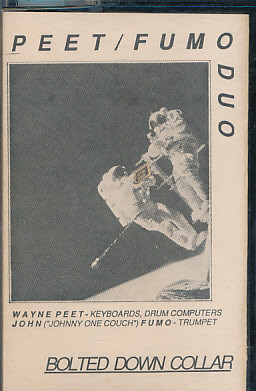 PEET/FUMO DUO
WAYNE PEET - KEYBOARDS, DRUM COMPUTERS
JOHN ("JOHNNY ONE COUCH") FUMO - TRUMPET
BOLTED DOWN COLLAR